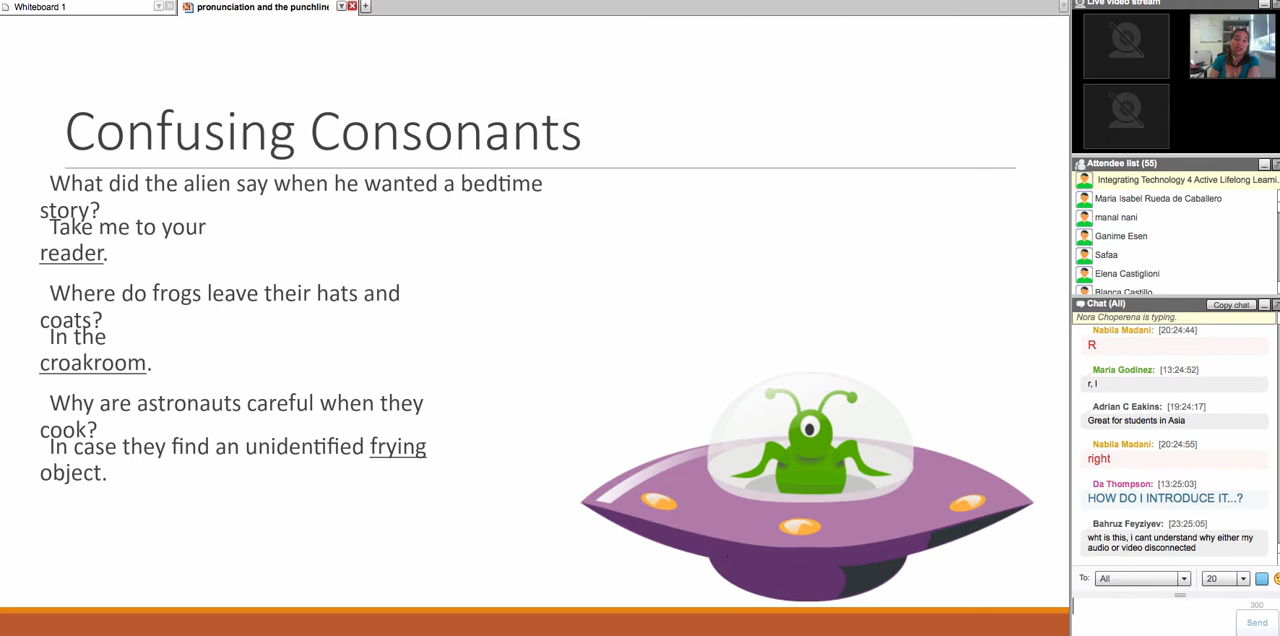 Whiteboard 1
pronunciation and the punchline
Confusing Consonants
What did the alien say when he wanted a bedtime
story?
Take me to your
reader.
Where do frogs leave their hats and
coats?
In the
croakroom.
Why are astronauts careful when they
cook?
In case they find an unidentified frying
object.
Live video stream
Attendee list (55)
Integrating Technology 4 Active Lifelong Learni.
Maria Isabel Rueda de Caballero
manal nani
Ganime Esen
Safaa
Elena Castiglioni
Blanca Castillo
Chat (All)
Copy chat
Nora Choperena is typing.
Nabila Madani: [20:24:44]
R
Maria Godinez: [13:24:52]
r, l
Adrian C Eakins: [19:24:17]
Great for students in Asia
Nabila Madani: [20:24:55]
right
Da Thompson: [13:25:03]
HOW DO I INTRODUCE IT...?
Bahruz Feyziyev: [23:25:05]
wht is this, i cant understand why either my
audio or video disconnected
To: All 20
300
Send